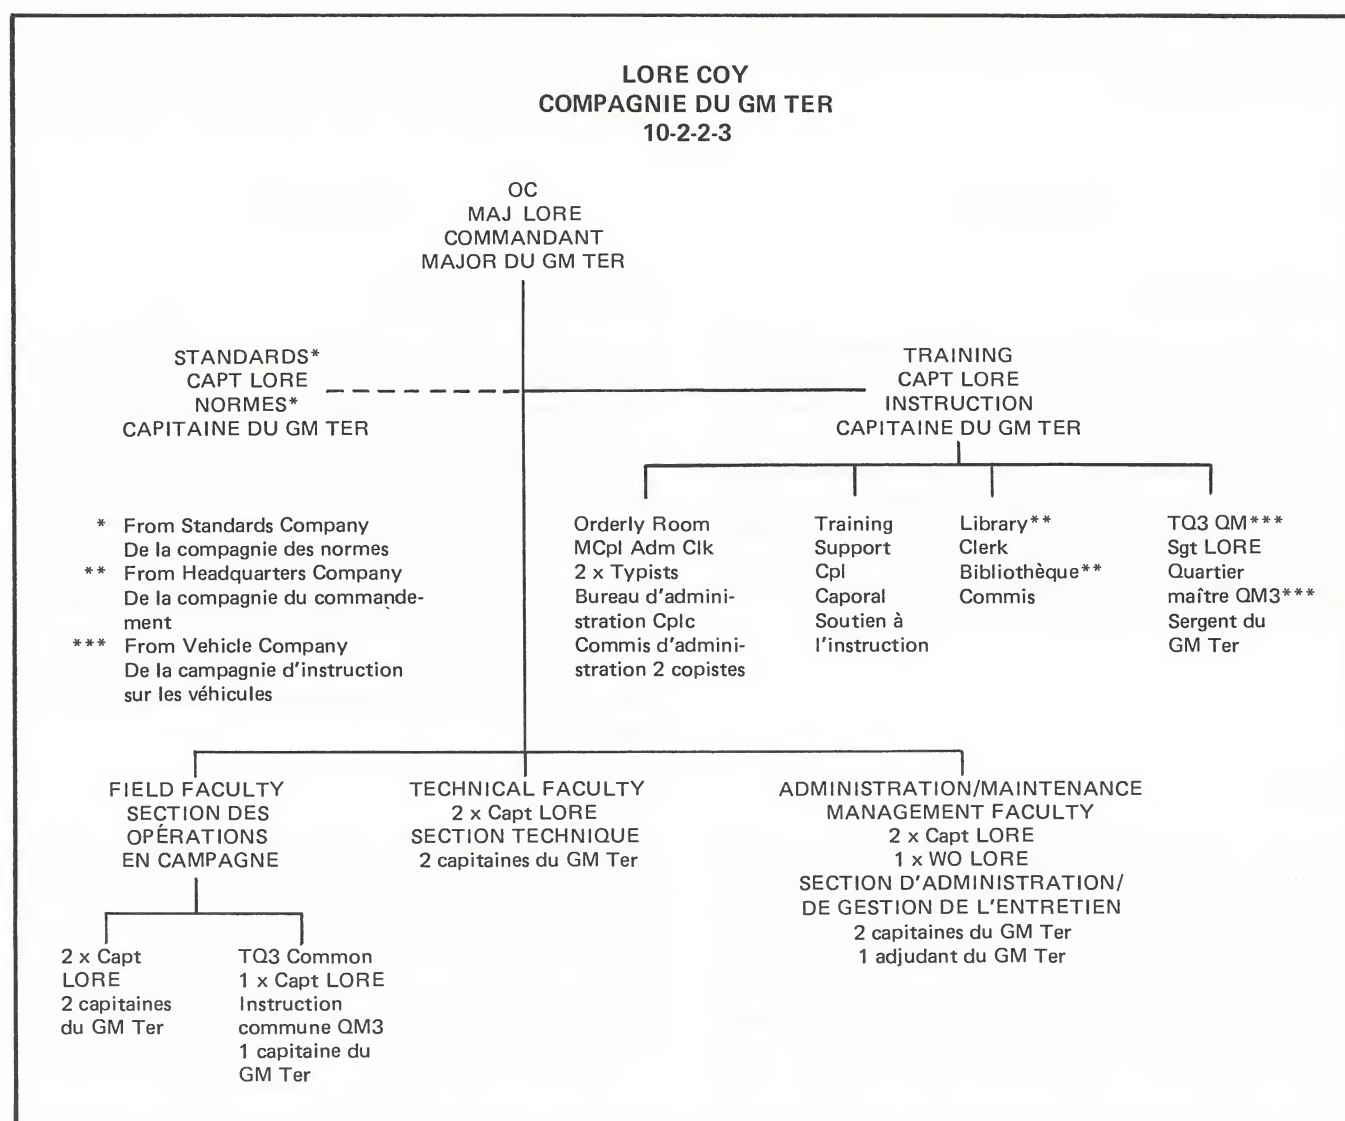 LORE COY
COMPAGNIE DU GM TER
10-2-2-3
OC
MAJ LORE
COMMANDANT
MAJOR DU GM TER
STANDARDS*
CAPT LORE
NORMES*
CAPITAINE DU GM TER
TRAINING
CAPT LORE
INSTRUCTION
CAPITAINE DU GM TER
* From Standards Company
De la compagnie des normes
** From Headquarters Company
De la compagnie du commande-
ment
*** From Vehicle Company
De la campagnie d'instruction
sur les véhicules
Orderly Room
MCpl Adm Clk
2 x Typists
Bureau d'admini-
stration Cplc
Commis d'admini-
stration 2 copistes
Training
Support
Cpl
Caporal
Soutien à
l'instruction
Library**
Clerk
Bibliothèque**
Commis
TQ3 QM***
Sgt LORE
Quartier
maître QM3***
Sergent du
GM Ter
FIELD FACULTY
SECTION DES
OPÉRATIONS
EN CAMPAGNE
2 x Capt
LORE
2 capitaines
du GM Ter
TQ3 Common
1 x Capt LORE
Instruction
commune QM3
1 capitaine du
GM Ter
TECHNICAL FACULTY
2 x Capt LORE
SECTION TECHNIQUE
2 capitaines du GM Ter
ADMINISTRATION/MAINTENANCE
MANAGEMENT FACULTY
2 x Capt LORE
1 x WO LORE
SECTION D'ADMINISTRATION/
DE GESTION DE L'ENTRETIEN
2 capitaines du GM Ter
1 adjudant du GM Ter